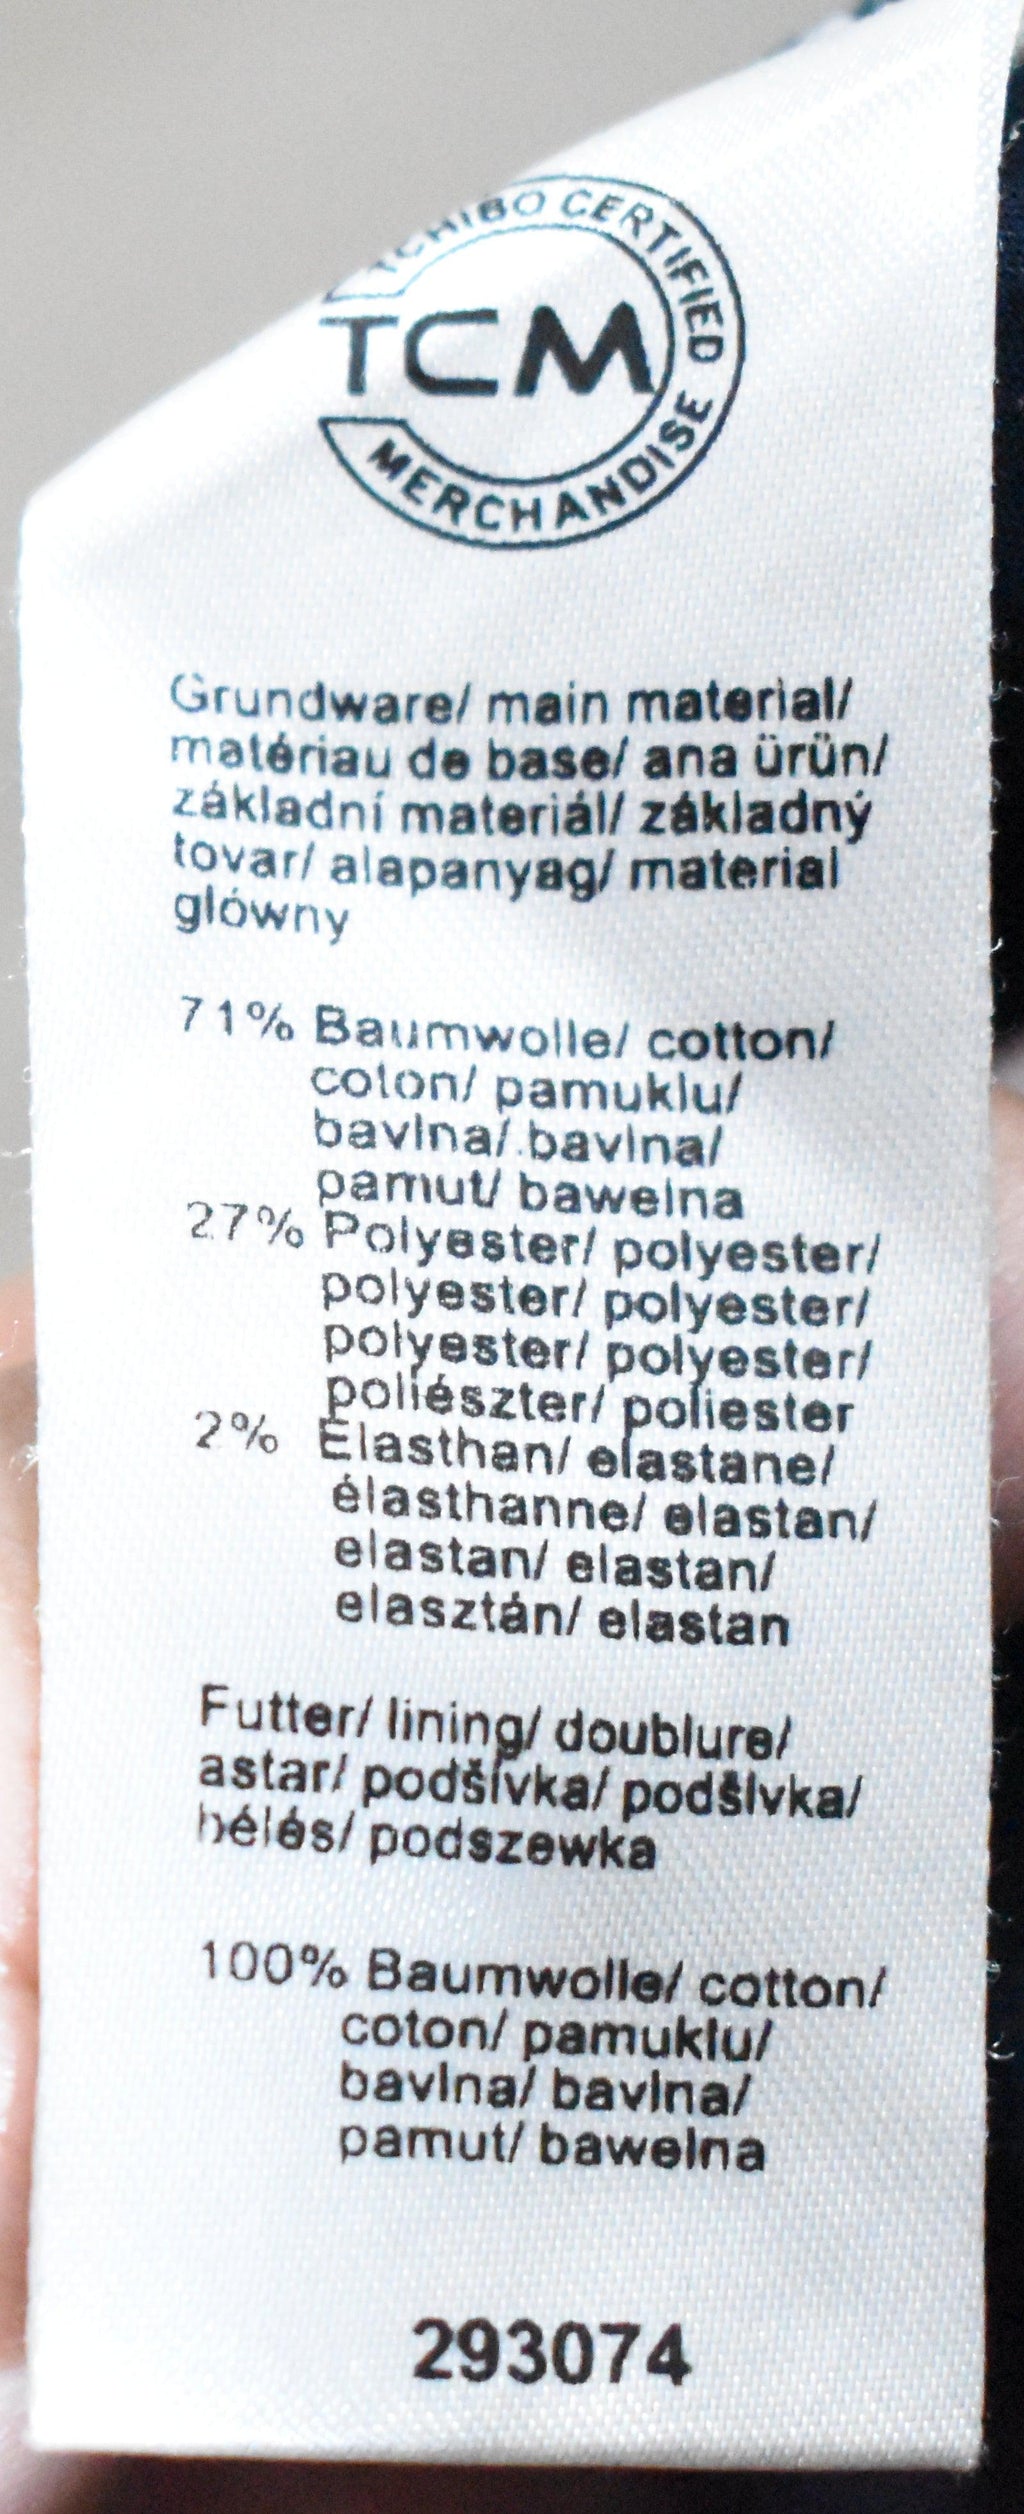 TCHIBO CERTIFIED
TCM
MERCHANDISE
Grundware/ main material/
matériau de base/ ana ürün/
základní materiál/ základný
tovar/ alapanyag/ material
glówny
71% Baumwolle/ cotton/
coton/ pamuklu/
bavlna/ bavlna/
pamut/ bawelna
27% Polyester/ polyester/
polyester/ polyester/
polyester/ polyester/
poliészter/ poliester
2% Elasthan/ elastane/
élasthanne/ elastan/
elastan/ elastan/
elasztán/ elastan
Futter/ lining/ doublure/
astar/ podšívka/ podšívka/
bélés/ podszewka
100% Baumwolle/ cotton/
coton/ pamuklu/
bavlna/ bavlna/
pamut/ bawelna
293074